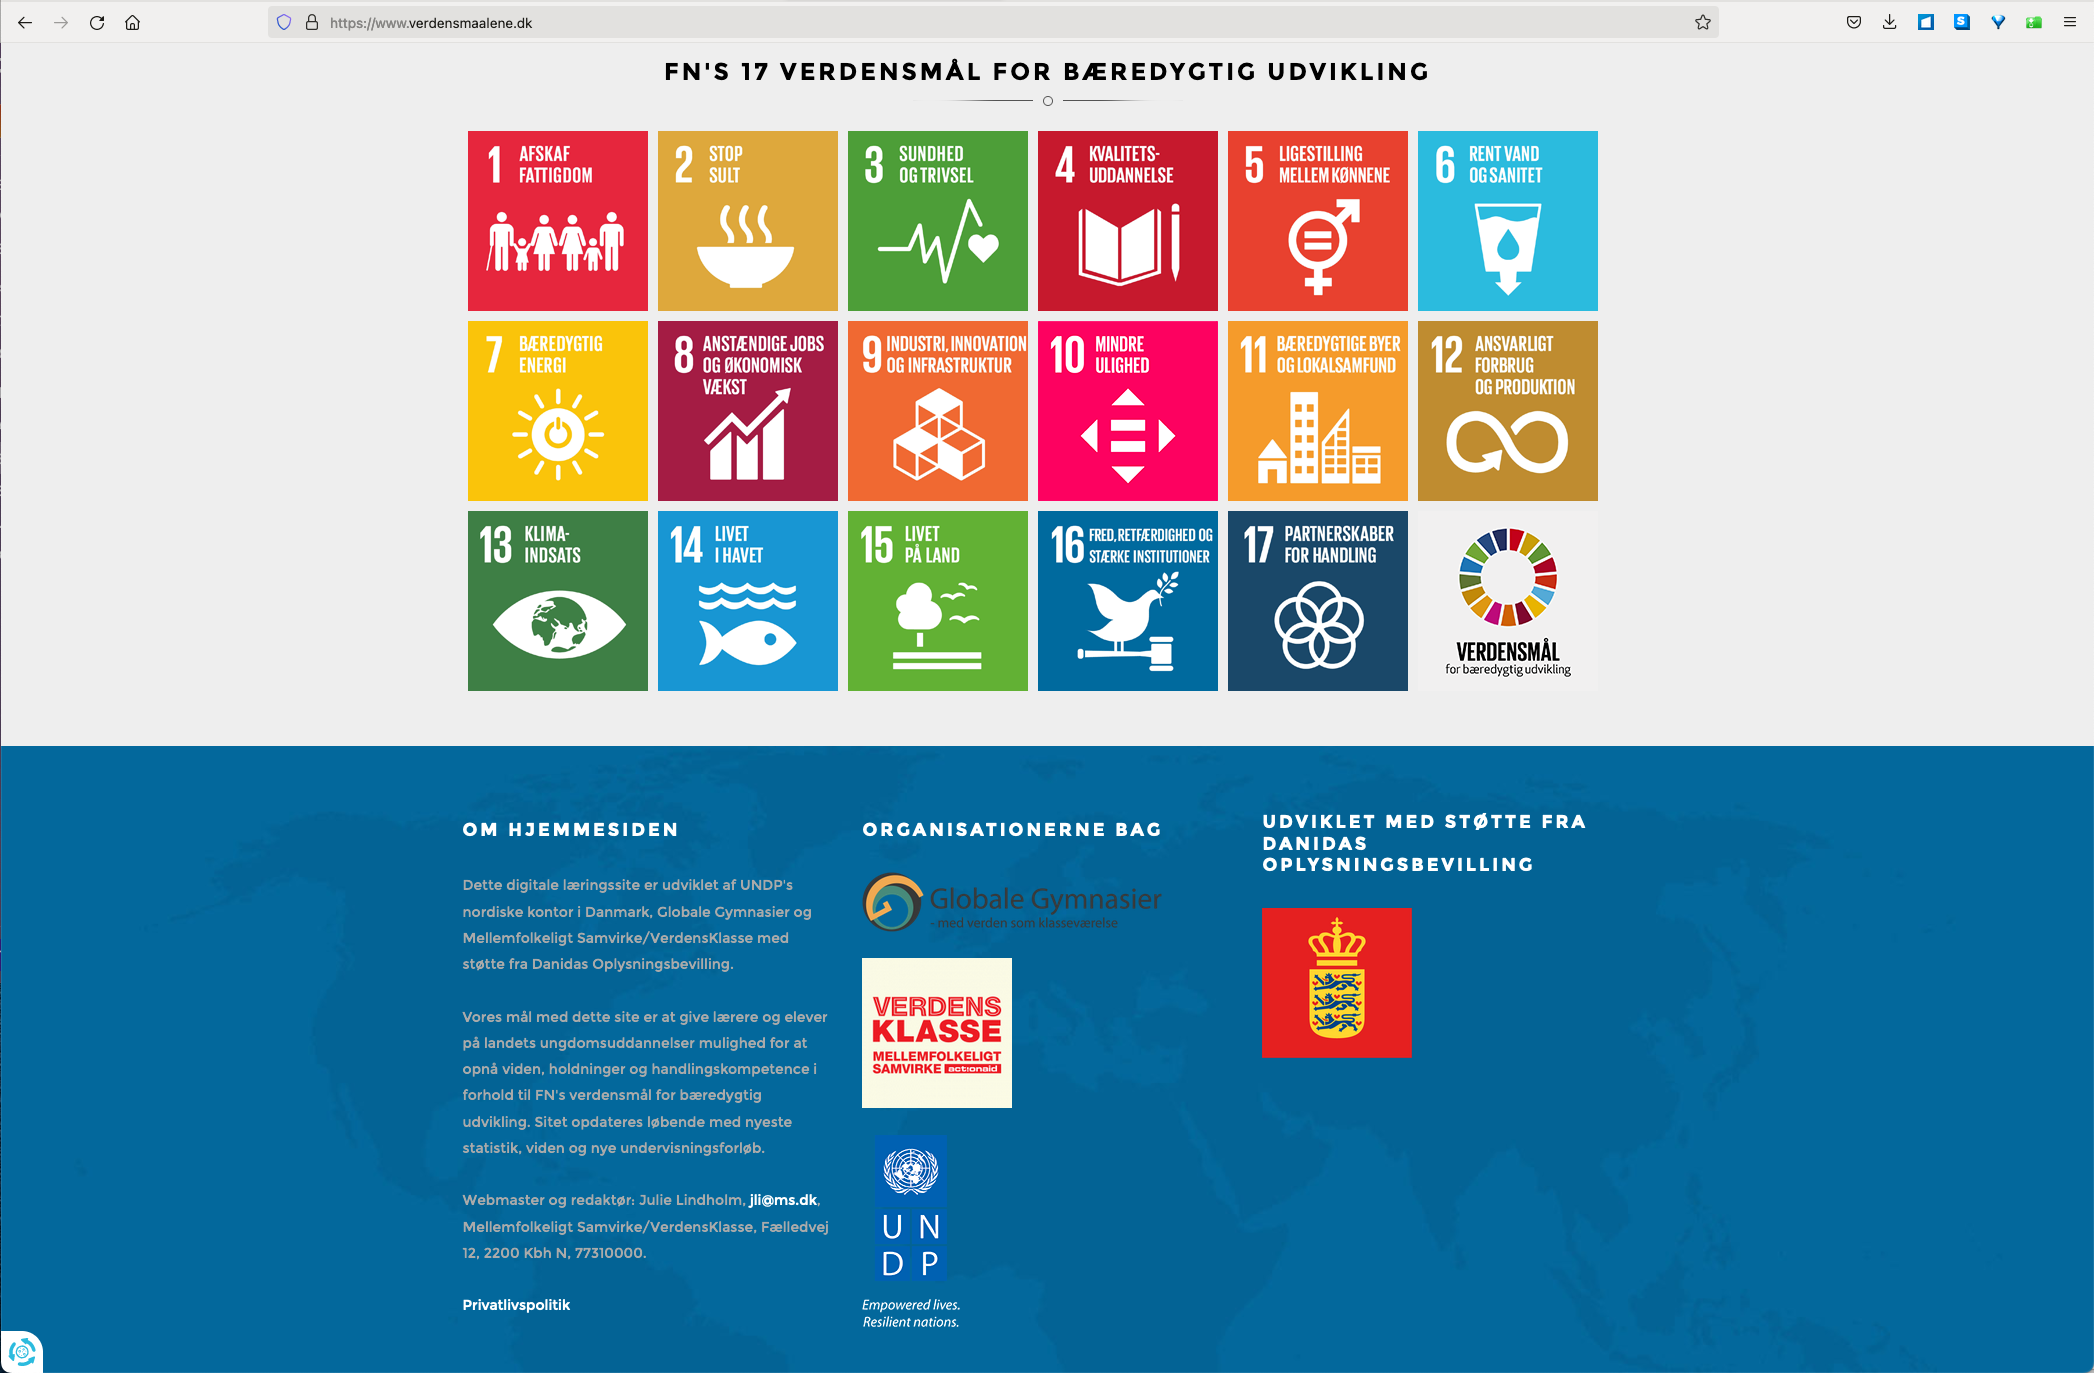 https://www.verdensmaalene.dk
FN'S 17 VERDENSMÅL FOR BÆREDYGTIG UDVIKLING
1 AFSKAF
FATTIGDOM
2 STOP
SULT
3 SUNDHED
OG TRIVSEL
4 KVALITETS-
UDDANNELSE
5 LIGESTILLING
MELLEM KØNNENE
6 RENT VAND
OG SANITET
7 BÆREDYGTIG
ENERGI
8 ANSTÆNDIGE JOBS
OG ØKONOMISK
VÆKST
9 INDUSTRI, INNOVATION
OG INFRASTRUKTUR
10 MINDRE
ULIGHED
11 BÆREDYGTIGE BYER
OG LOKALSAMFUND
12 ANSVARLIGT
FORBRUG
OG PRODUKTION
13 KLIMA-
INDSATS
14 LIVET
I HAVET
15 LIVET
PÅ LAND
16 FRED, RETFÆRDIGHED OG
STÆRKE INSTITUTIONER
17 PARTNERSKABER
FOR HANDLING
VERDENSMÅL
for bæredygtig udvikling
OM HJEMMESIDEN
Dette digitale læringssite er udviklet af UNDP's
nordiske kontor i Danmark, Globale Gymnasier og
Mellemfolkeligt Samvirke/VerdensKlasse med
støtte fra Danidas Oplysningsbevilling.
Vores mål med dette site er at give lærere og elever
på landets ungdomsuddannelser mulighed for at
opnå viden, holdninger og handlingskompetence i
forhold til FN's verdensmål for bæredygtig
udvikling. Sitet opdateres løbende med nyeste
statistik, viden og nye undervisningsforløb.
Webmaster og redaktør: Julie Lindholm, jli@ms.dk,
Mellemfolkeligt Samvirke/VerdensKlasse, Fælledvej
12, 2200 Kbh N, 77310000.
Privatlivspolitik
ORGANISATIONERNE BAG
Globale Gymnasier
- med verden som klasseværelse
VERDENS
KLASSE
MELLEMFOLKELIGT
SAMVIRKE actionaid
U N
D P
Empowered lives.
Resilient nations.
UDVIKLET MED STØTTE FRA
DANIDAS
OPLYSNINGSBEVILLING